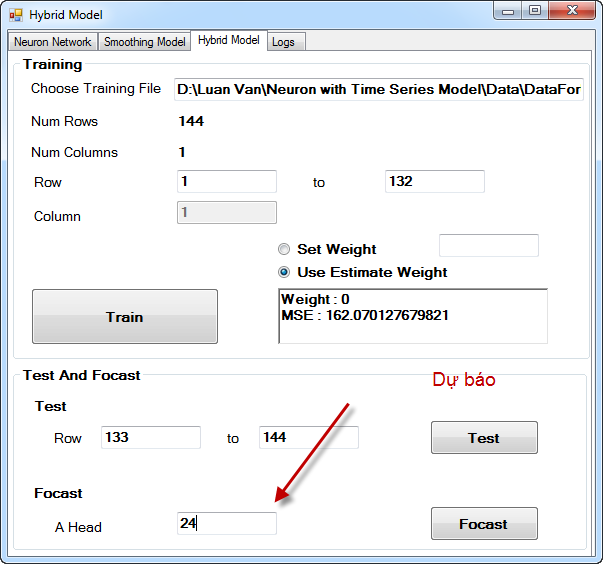 Hybrid Model
Neuron Network Smoothing Model Hybrid Model Logs
Training
Choose Training File D:\Luan Van\Neuron with Time Series Model\Data\DataFor
Num Rows 144
Num Columns 1
Row 1 to 132
Column 1
Set Weight
Use Estimate Weight
Train
Weight : 0
MSE : 162.070127679821
Test And Focast
Dự báo
Test
Row 133 to 144 Test
Focast
A Head 24 Focast